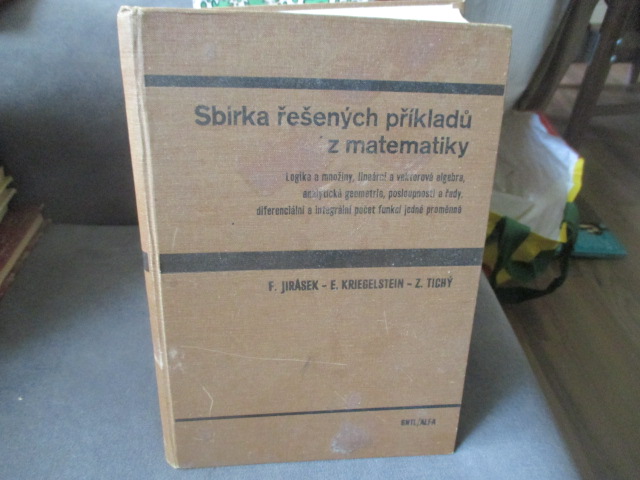 Sbírka řešených příkladů
z matematiky
Logika a množiny, lineární a vektorová algebra,
analytická geometrie, posloupnosti a řady,
diferenciální a integrální počet funkcí jedné proměnné
F. JIRÁSEK - E. KRIEGELSTEIN - Z. TICHÝ
SNTL/ALFA